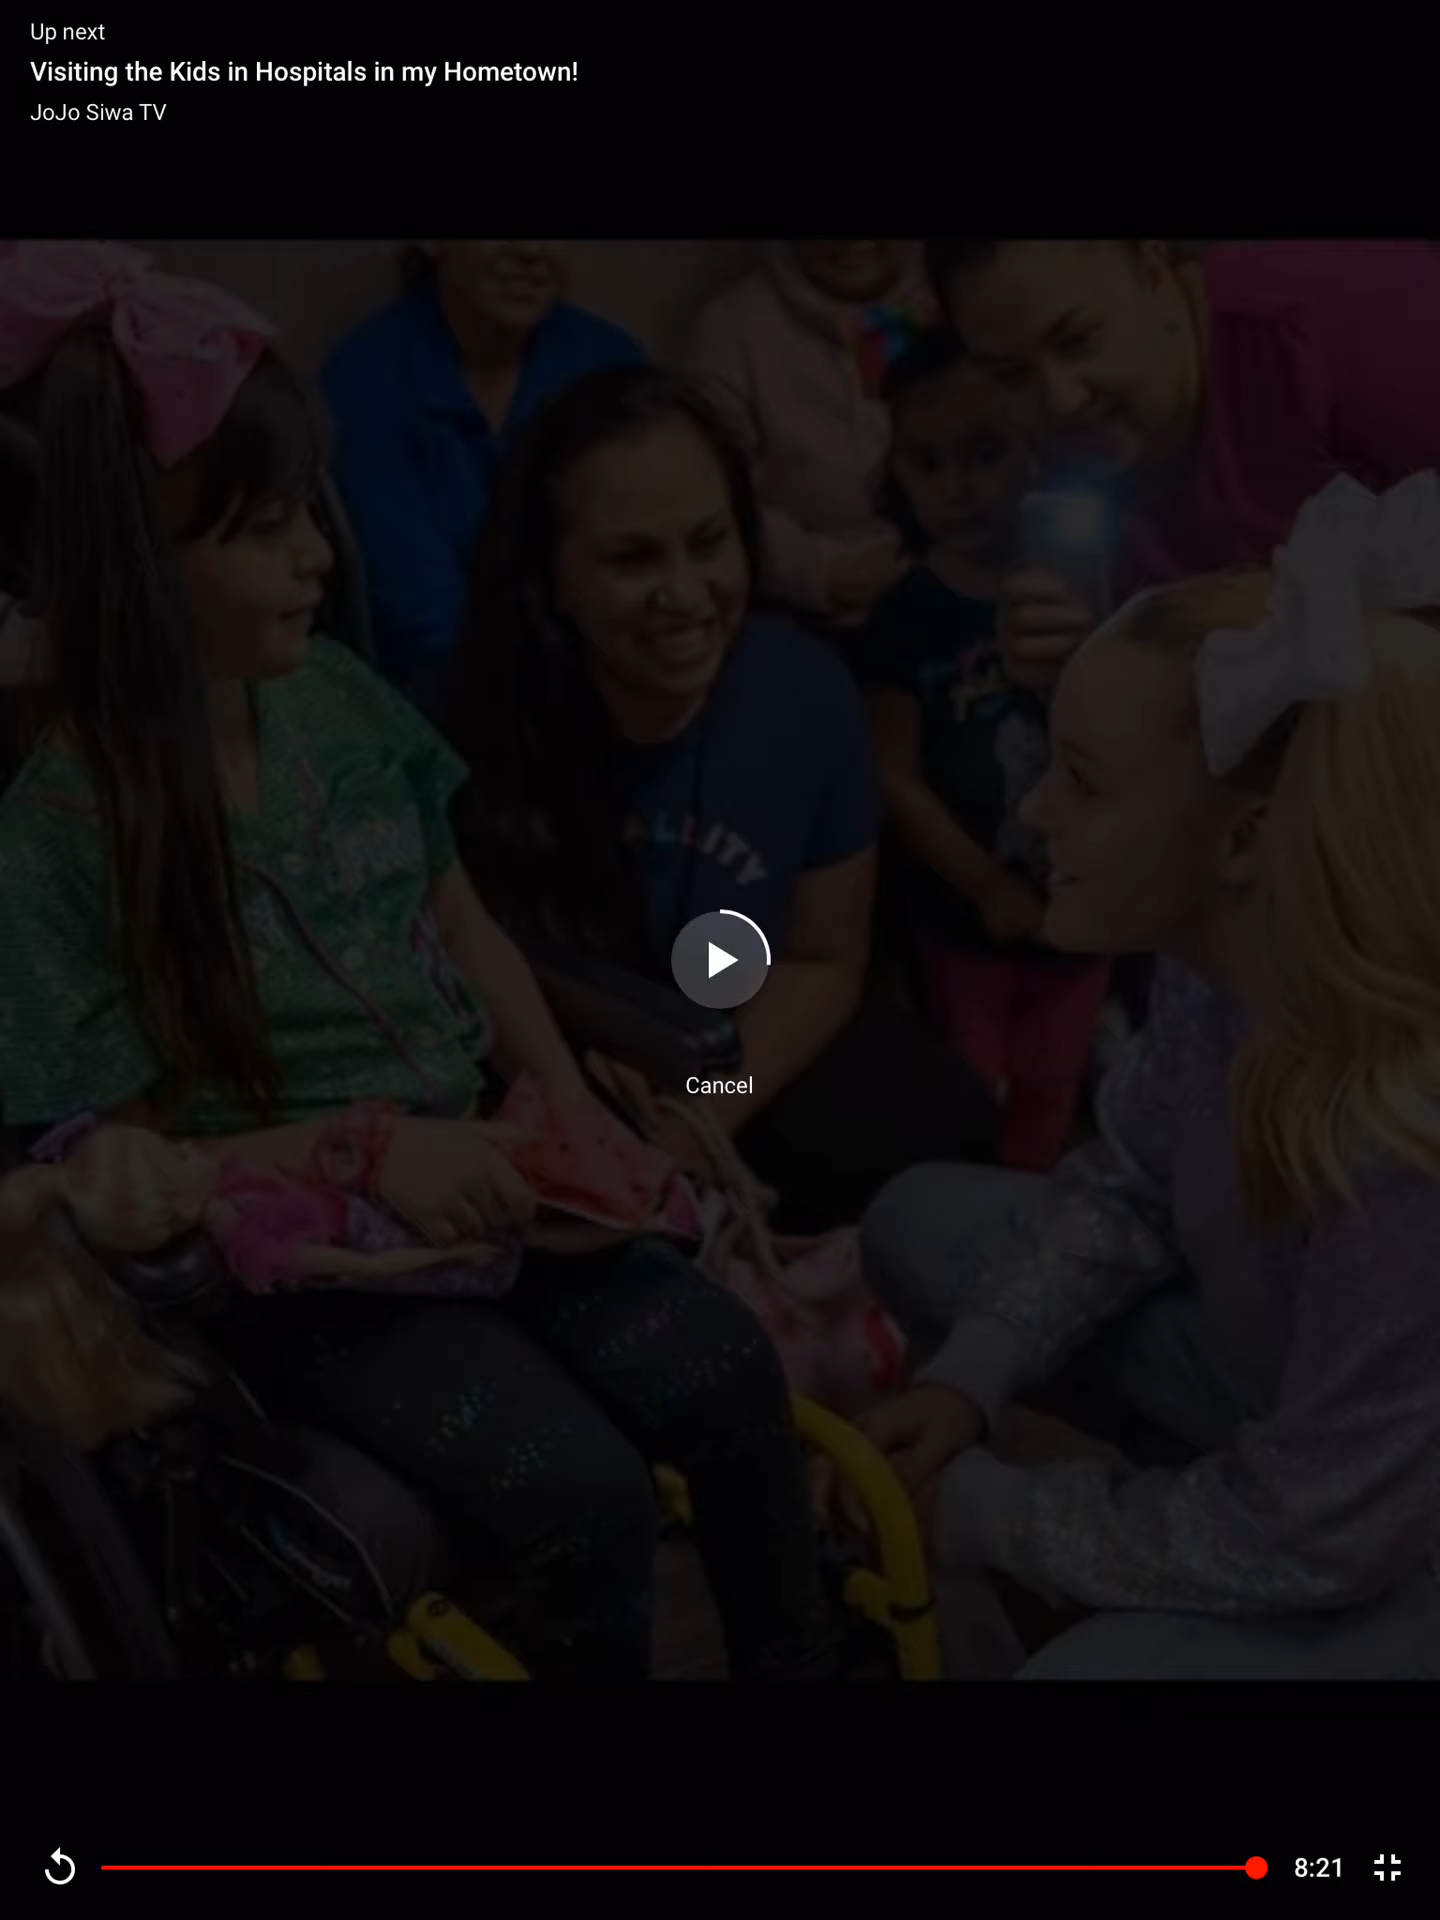 Up next
Visiting the Kids in Hospitals in my Hometown!
JoJo Siwa TV
Cancel
8:21